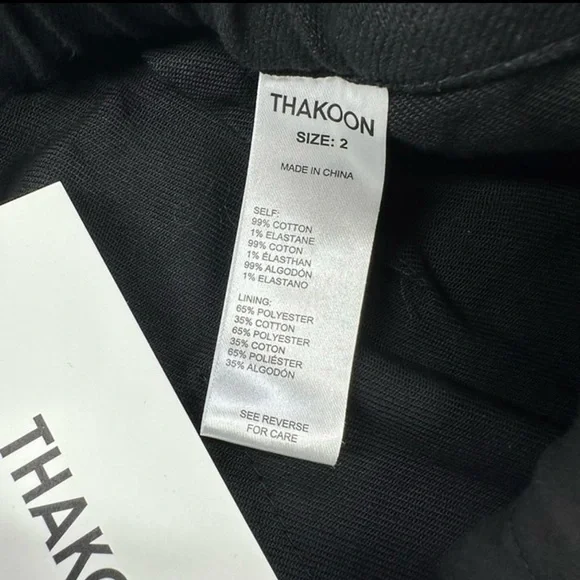 THAKOON
SIZE: 2
MADE IN CHINA
SELF:
99% COTTON
1% ELASTANE
99% COTON
1% ÉLASTHAN
99% ALGODÓN
1% ELASTANO
LINING:
65% POLYESTER
35% COTTON
65% POLYESTER
35% COTON
65% POLIÉSTER
35% ALGODÓN
SEE REVERSE
FOR CARE
THAKO